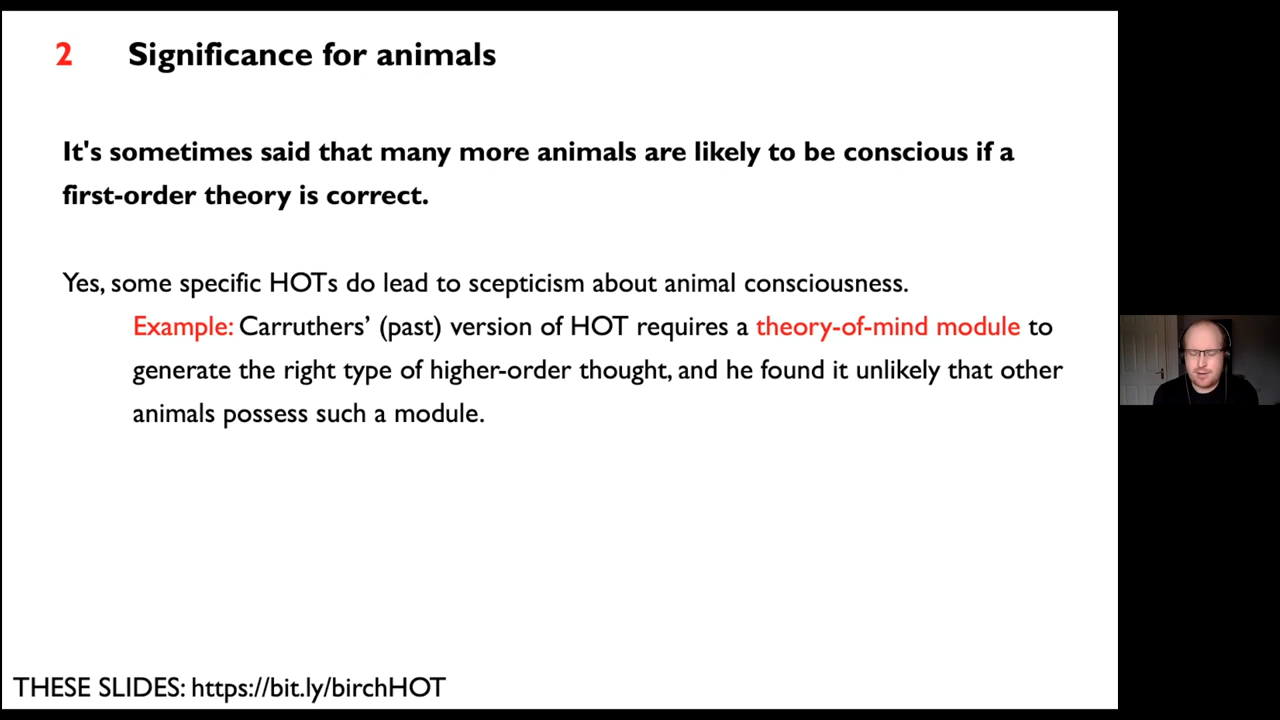 2 Significance for animals
It's sometimes said that many more animals are likely to be conscious if a
first-order theory is correct.
Yes, some specific HOTs do lead to scepticism about animal consciousness.
Example: Carruthers’ (past) version of HOT requires a theory-of-mind module to
generate the right type of higher-order thought, and he found it unlikely that other
animals possess such a module.
THESE SLIDES: https://bit.ly/birchHOT